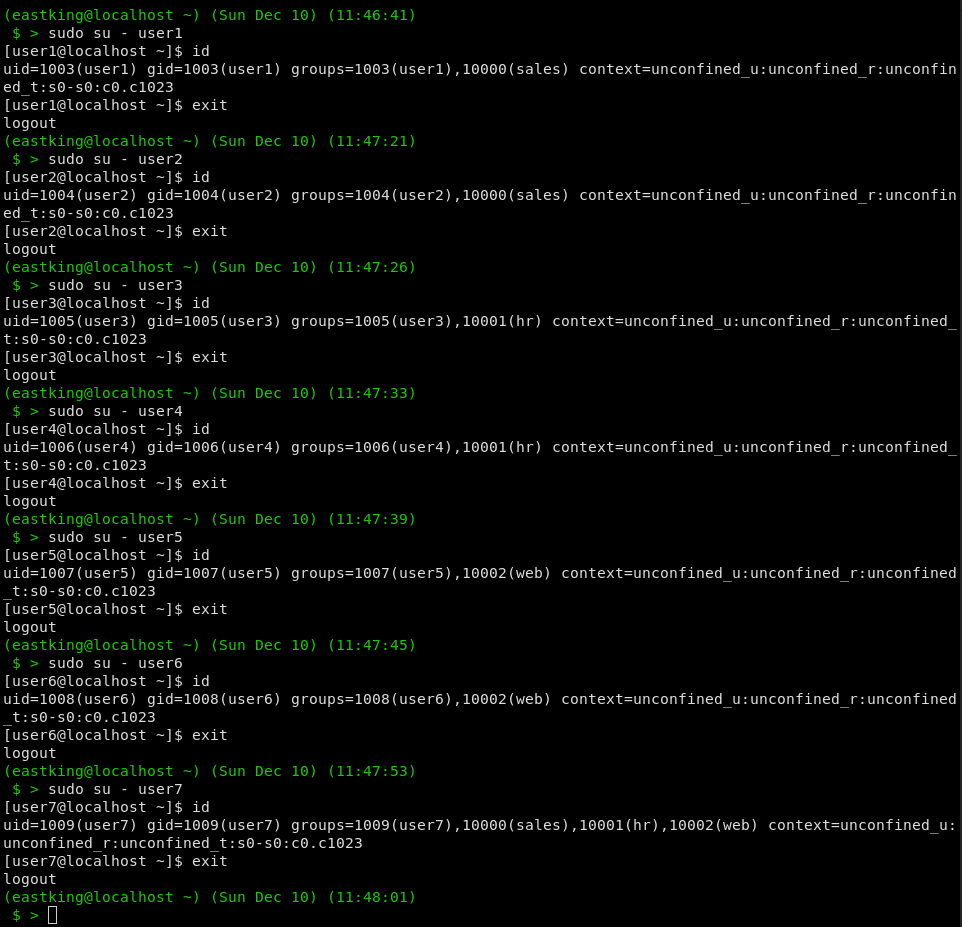 (eastking@localhost ~) (Sun Dec 10) (11:46:41)
 $ > sudo su - user1
[user1@localhost ~]$ id
uid=1003(user1) gid=1003(user1) groups=1003(user1),10000(sales) context=unconfined_u:unconfined_r:unconfin
ed_t:s0-s0:c0.c1023
[user1@localhost ~]$ exit
logout
(eastking@localhost ~) (Sun Dec 10) (11:47:21)
 $ > sudo su - user2
[user2@localhost ~]$ id
uid=1004(user2) gid=1004(user2) groups=1004(user2),10000(sales) context=unconfined_u:unconfined_r:unconfin
ed_t:s0-s0:c0.c1023
[user2@localhost ~]$ exit
logout
(eastking@localhost ~) (Sun Dec 10) (11:47:26)
 $ > sudo su - user3
[user3@localhost ~]$ id
uid=1005(user3) gid=1005(user3) groups=1005(user3),10001(hr) context=unconfined_u:unconfined_r:unconfined_
t:s0-s0:c0.c1023
[user3@localhost ~]$ exit
logout
(eastking@localhost ~) (Sun Dec 10) (11:47:33)
 $ > sudo su - user4
[user4@localhost ~]$ id
uid=1006(user4) gid=1006(user4) groups=1006(user4),10001(hr) context=unconfined_u:unconfined_r:unconfined_
t:s0-s0:c0.c1023
[user4@localhost ~]$ exit
logout
(eastking@localhost ~) (Sun Dec 10) (11:47:39)
 $ > sudo su - user5
[user5@localhost ~]$ id
uid=1007(user5) gid=1007(user5) groups=1007(user5),10002(web) context=unconfined_u:unconfined_r:unconfined
_t:s0-s0:c0.c1023
[user5@localhost ~]$ exit
logout
(eastking@localhost ~) (Sun Dec 10) (11:47:45)
 $ > sudo su - user6
[user6@localhost ~]$ id
uid=1008(user6) gid=1008(user6) groups=1008(user6),10002(web) context=unconfined_u:unconfined_r:unconfined
_t:s0-s0:c0.c1023
[user6@localhost ~]$ exit
logout
(eastking@localhost ~) (Sun Dec 10) (11:47:53)
 $ > sudo su - user7
[user7@localhost ~]$ id
uid=1009(user7) gid=1009(user7) groups=1009(user7),10000(sales),10001(hr),10002(web) context=unconfined_u:
unconfined_r:unconfined_t:s0-s0:c0.c1023
[user7@localhost ~]$ exit
logout
(eastking@localhost ~) (Sun Dec 10) (11:48:01)
 $ >